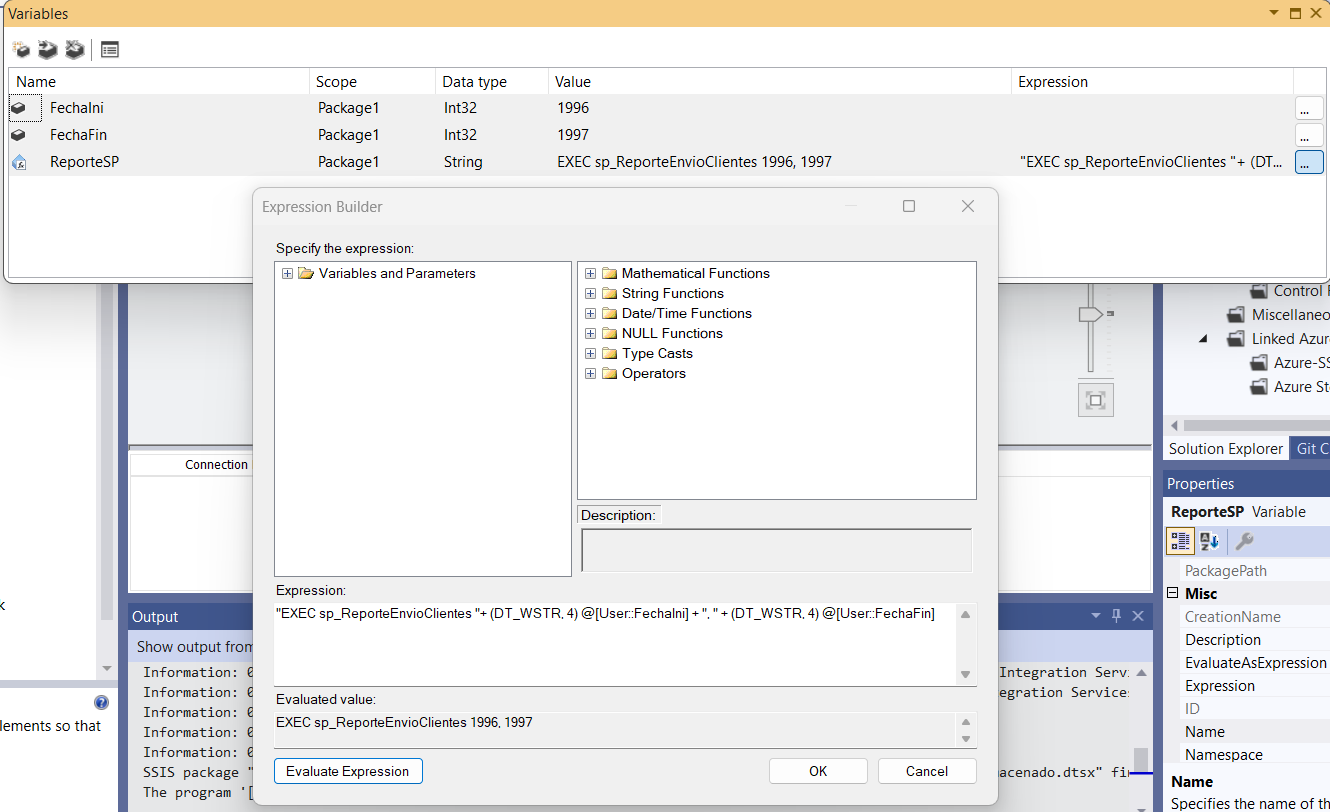 Variables
Name Scope Data type Value Expression
FechaIni Package1 Int32 1996 ...
FechaFin Package1 Int32 1997 ...
ReporteSP Package1 String EXEC sp_ReporteEnvioClientes 1996, 1997 "EXEC sp_ReporteEnvioClientes "+ (DT... ...
Expression Builder
Specify the expression:
Variables and Parameters
Mathematical Functions
String Functions
Date/Time Functions
NULL Functions
Type Casts
Operators
Description:
Expression:
"EXEC sp_ReporteEnvioClientes "+ (DT_WSTR, 4) @[User::FechaIni] + ", " + (DT_WSTR, 4) @[User::FechaFin]
Evaluated value:
EXEC sp_ReporteEnvioClientes 1996, 1997
Evaluate Expression OK Cancel
Connection
k
lements so that
Output
Show output from
Information: 0
Information: 0
Information: 0
Information: 0
Information: 0
SSIS package "
The program '[
Integration Serv
egration Services
acenado.dtsx" fi
Control
Miscellaneo
Linked Azur
Azure-SS
Azure St
Solution Explorer Git C
Properties
ReporteSP Variable
PackagePath
Misc
CreationName
Description
EvaluateAsExpression
Expression
ID
Name
Namespace
Name
Specifies the name of th